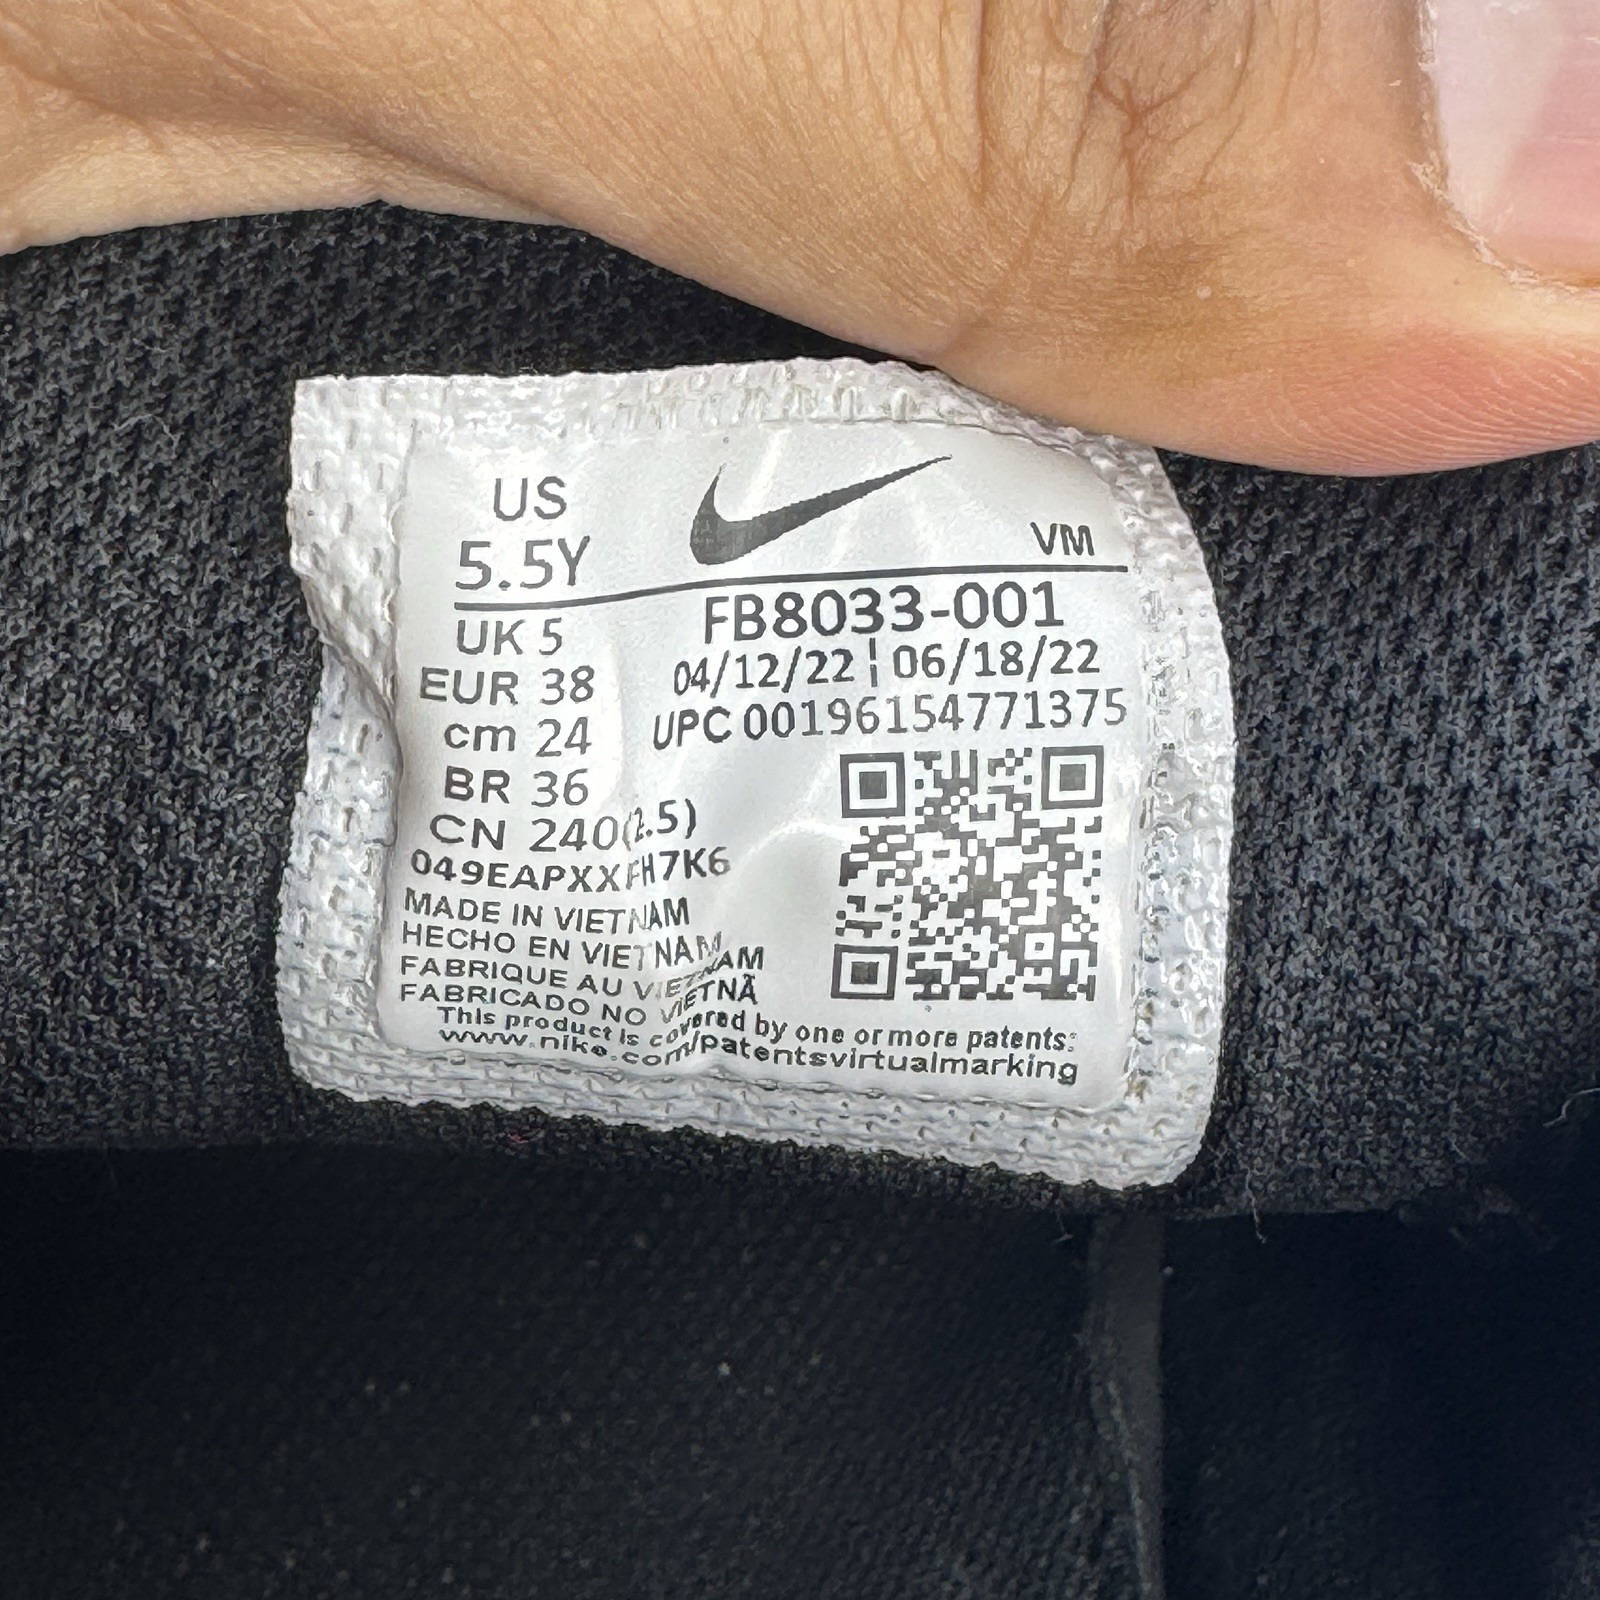 US
5.5Y
UK 5
EUR 38
cm 24
BR 36
CN 240(2.5)
VM
FB8033-001
04/12/22 ¦ 06/18/22
UPC 00196154771375
049EAPXXFH7K6
MADE IN VIETNAM
HECHO EN VIETNAM
FABRIQUE AU VIETNAM
FABRICADO NO VIETNÃ
This product is covered by one or more patents:
www.nike.com/patentsvirtualmarking